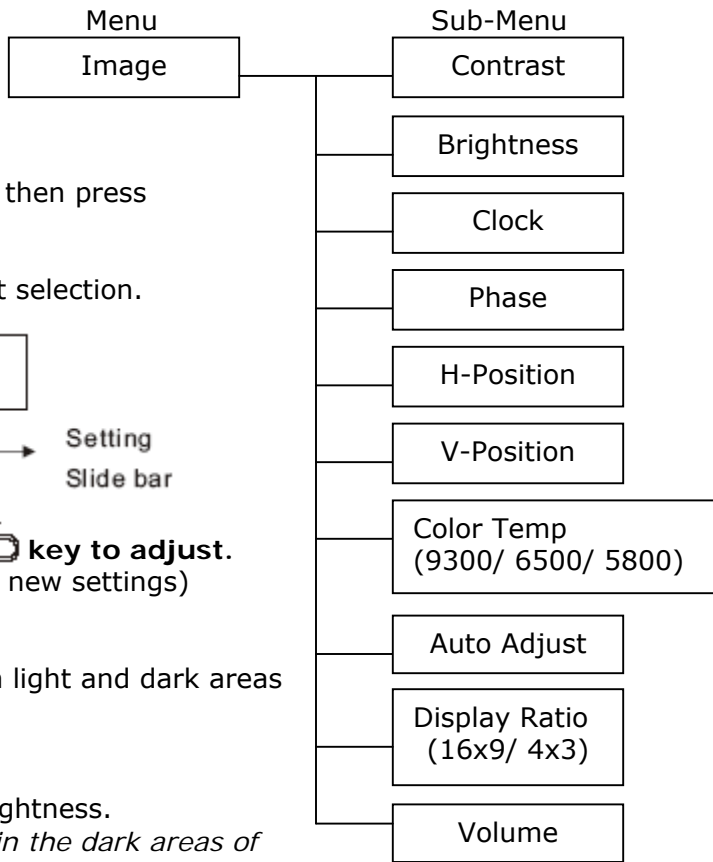 Menu
Sub-Menu
Image
Contrast
Brightness
then press
Clock
selection.
Phase
H-Position
Setting
Slide bar
V-Position
key to adjust.
new settings)
Color Temp
(9300/ 6500/ 5800)
Auto Adjust
light and dark areas
Display Ratio
(16x9/ 4x3)
ghtness.
in the dark areas of
Volume